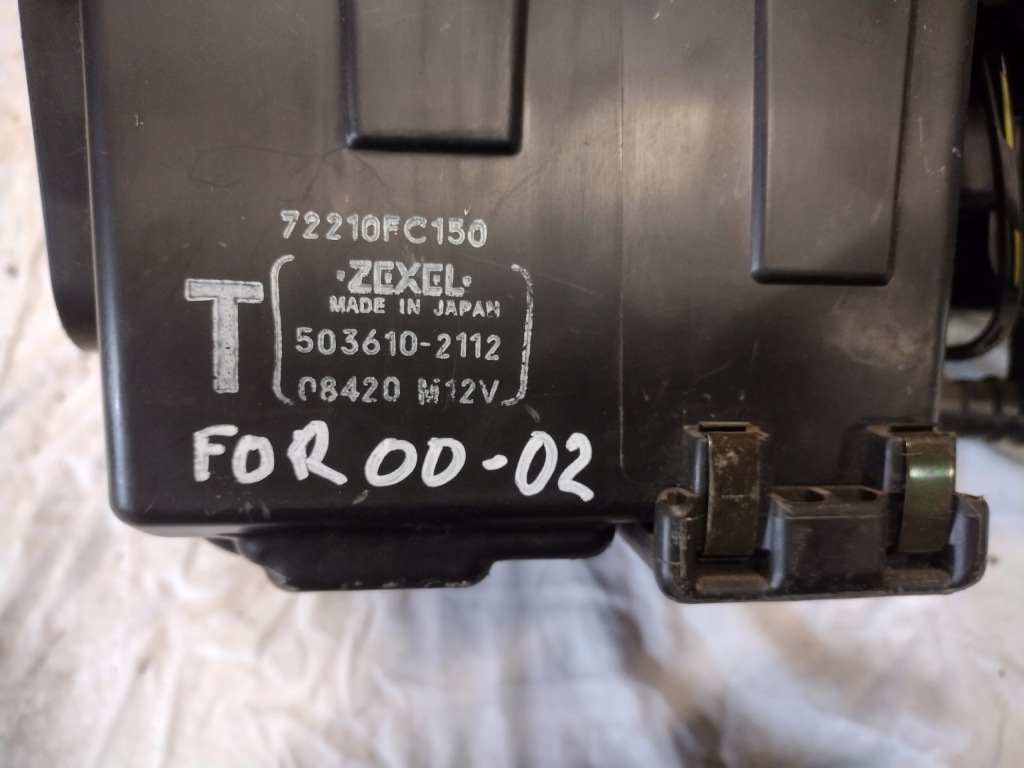 72210FC150
·ZEXEL·
MADE IN JAPAN
T
503610-2112
08420 M12V
FOR 00-02